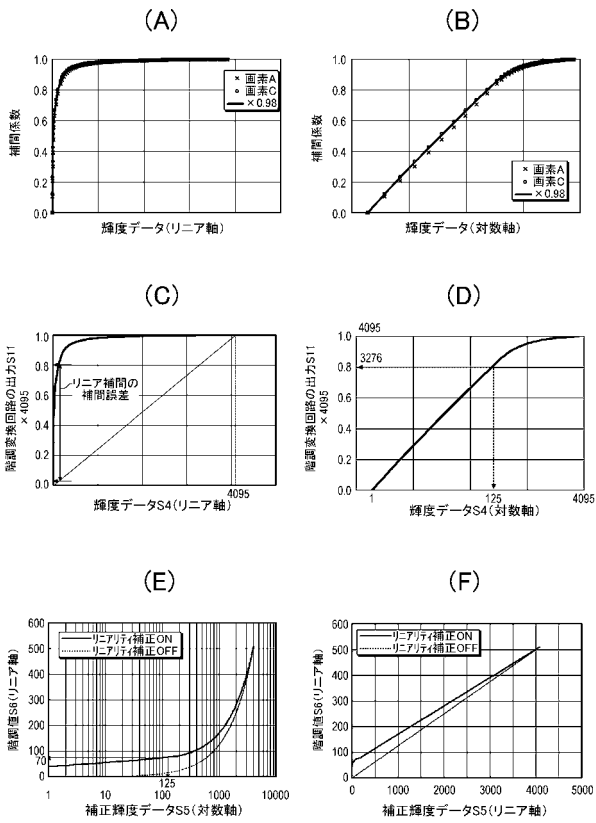 (A)
補間係数
1.0
0.8
0.6
0.4
0.2
0.0
× 画素A
○ 画素C
×0.98
輝度データ(リニア軸)
(B)
補間係数
1.0
0.8
0.6
0.4
0.2
0.0
× 画素A
○ 画素C
×0.98
輝度データ(対数軸)
(C)
階調変換回路の出力S11
×4095
1.0
0.8
0.6
0.4
0.2
0.0
リニア補間の
補間誤差
4095
輝度データS4(リニア軸)
(D)
階調変換回路の出力S11
×4095
4095
1.0
3276
0.8
0.6
0.4
0.2
0.0
1
125
4095
輝度データS4(対数軸)
(E)
階調値S6(リニア軸)
600
500
400
300
200
100
70
0
リニアリティ補正ON
リニアリティ補正OFF
1
10
100
125
1000
10000
補正輝度データS5(対数軸)
(F)
階調値S6(リニア軸)
600
500
400
300
200
100
0
リニアリティ補正ON
リニアリティ補正OFF
0
1000
2000
3000
4000
5000
補正輝度データS5(リニア軸)